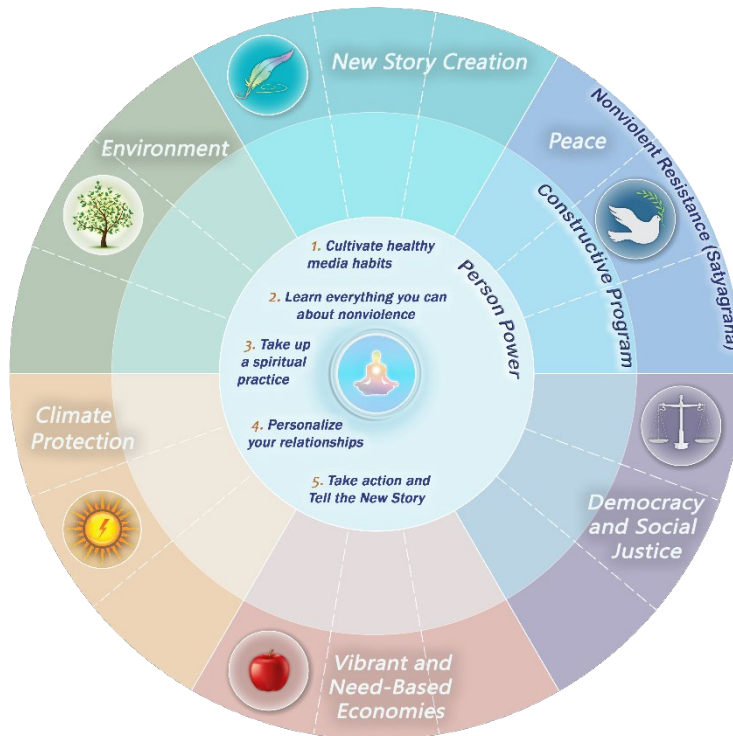 New Story Creation
Peace
Nonviolent Resistance (Satyagraha)
Constructive Program
Person Power
Environment
1. Cultivate healthy
media habits
2. Learn everything you can
about nonviolence
3. Take up
a spiritual
practice
4. Personalize
your relationships
5. Take action and
Tell the New Story
Climate
Protection
Democracy
and Social
Justice
Vibrant and
Need-Based
Economies